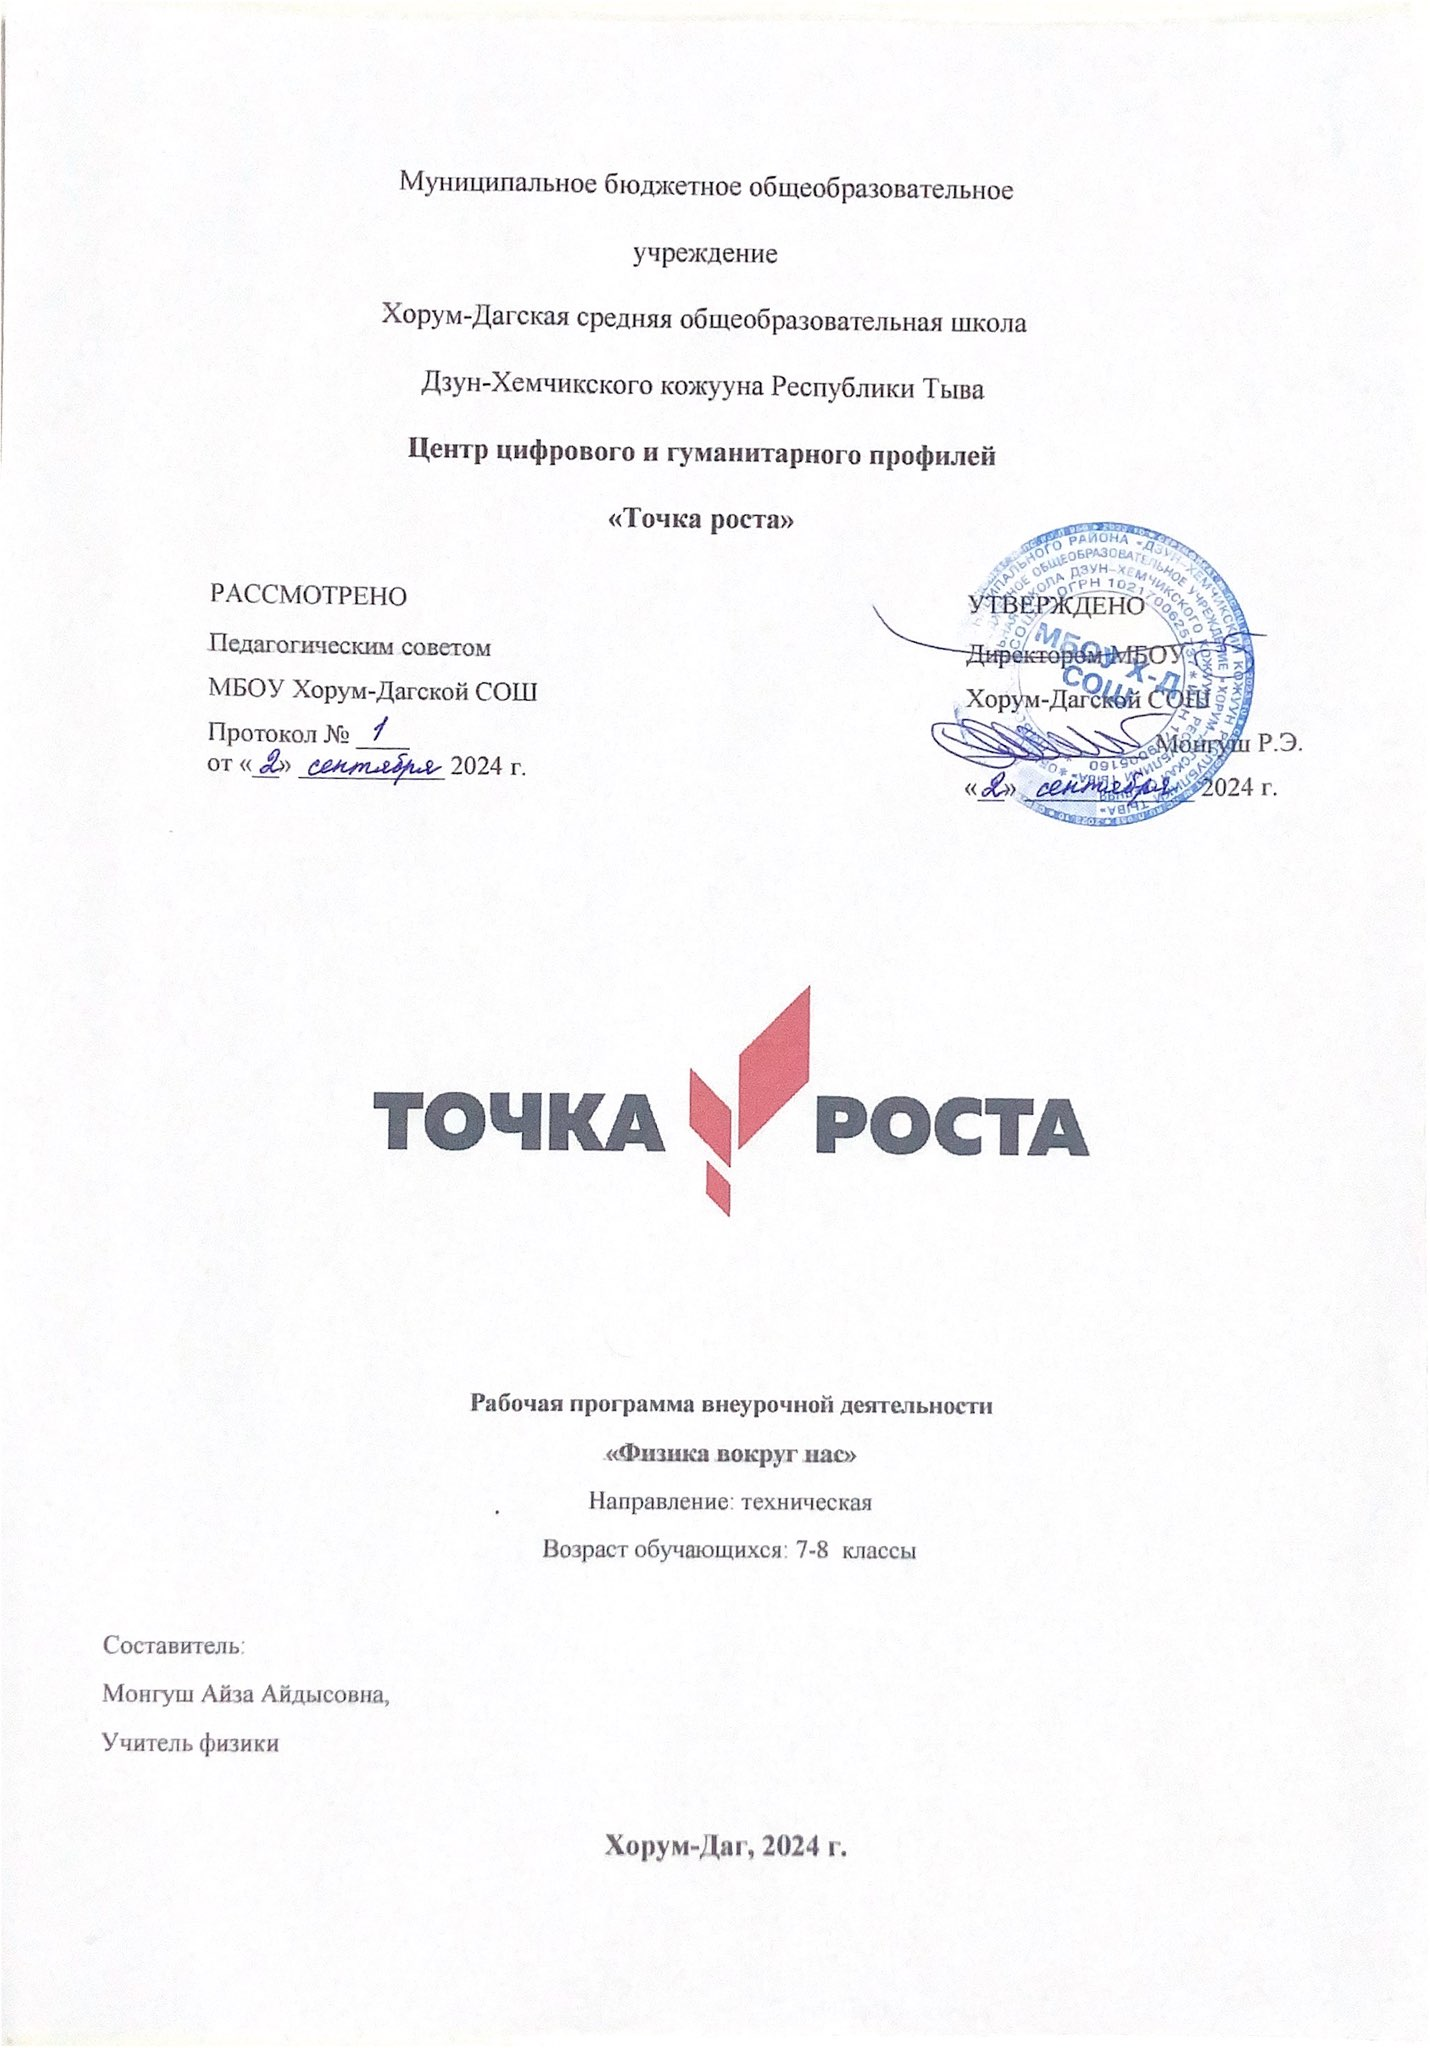 Муниципальное бюджетное общеобразовательное
учреждение
Хорум-Дагская средняя общеобразовательная школа
Дзун-Хемчикского кожууна Республики Тыва
Центр цифрового и гуманитарного профилей
«Точка роста»
РАССМОТРЕНО
Педагогическим советом
МБОУ Хорум-Дагской СОШ
Протокол № 1
от «2» сентября 2024 г.
УТВЕРЖДЕНО
Директором МБОУ
Хорум-Дагской СОШ
Монгуш Р.Э.
«2» сентября 2024 г.
МБОУ Х-Д
СОШ
ТОЧКА РОСТА
Рабочая программа внеурочной деятельности
«Физика вокруг нас»
Направление: техническая
Возраст обучающихся: 7-8 классы
Составитель:
Монгуш Айза Айдысовна,
Учитель физики
Хорум-Даг, 2024 г.